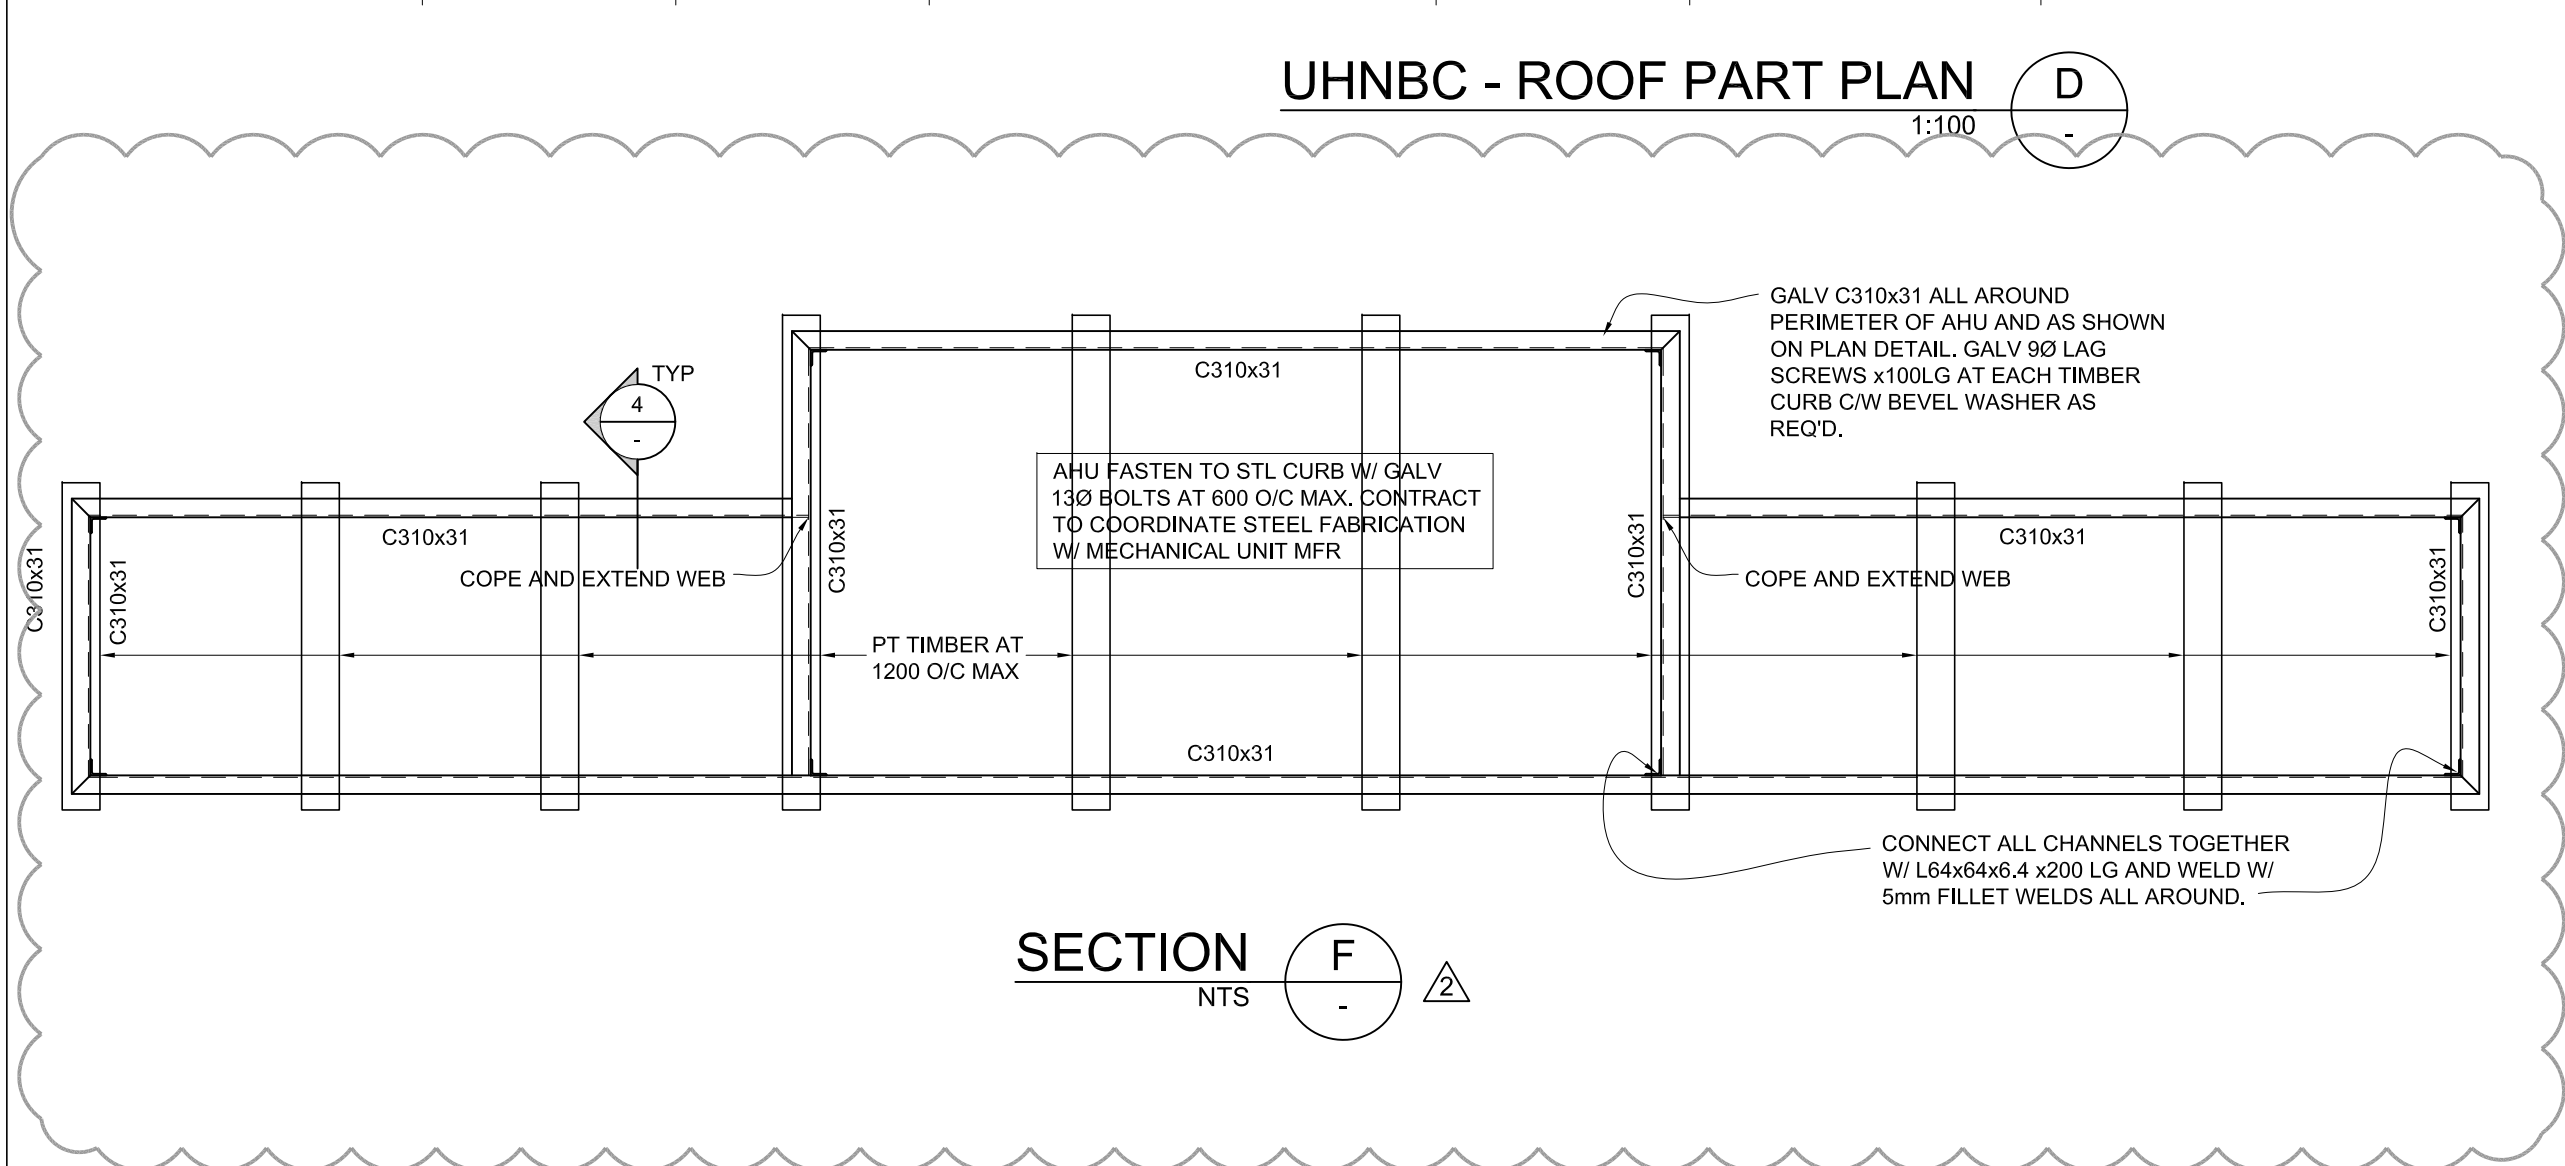 UHNBC - ROOF PART PLAN
1:100
D
-
GALV C310x31 ALL AROUND
PERIMETER OF AHU AND AS SHOWN
ON PLAN DETAIL. GALV 9Ø LAG
SCREWS x100LG AT EACH TIMBER
CURB C/W BEVEL WASHER AS
REQ'D.
C310x31
TYP
4
-
AHU FASTEN TO STL CURB W/ GALV
13Ø BOLTS AT 600 O/C MAX. CONTRACT
TO COORDINATE STEEL FABRICATION
W/ MECHANICAL UNIT MFR
C310x31
C310x31
C310x31
C310x31
C310x31
C310x31
C310x31
C310x31
COPE AND EXTEND WEB
COPE AND EXTEND WEB
PT TIMBER AT
1200 O/C MAX
C310x31
CONNECT ALL CHANNELS TOGETHER
W/ L64x64x6.4 x200 LG AND WELD W/
5mm FILLET WELDS ALL AROUND.
SECTION
NTS
F
-
2